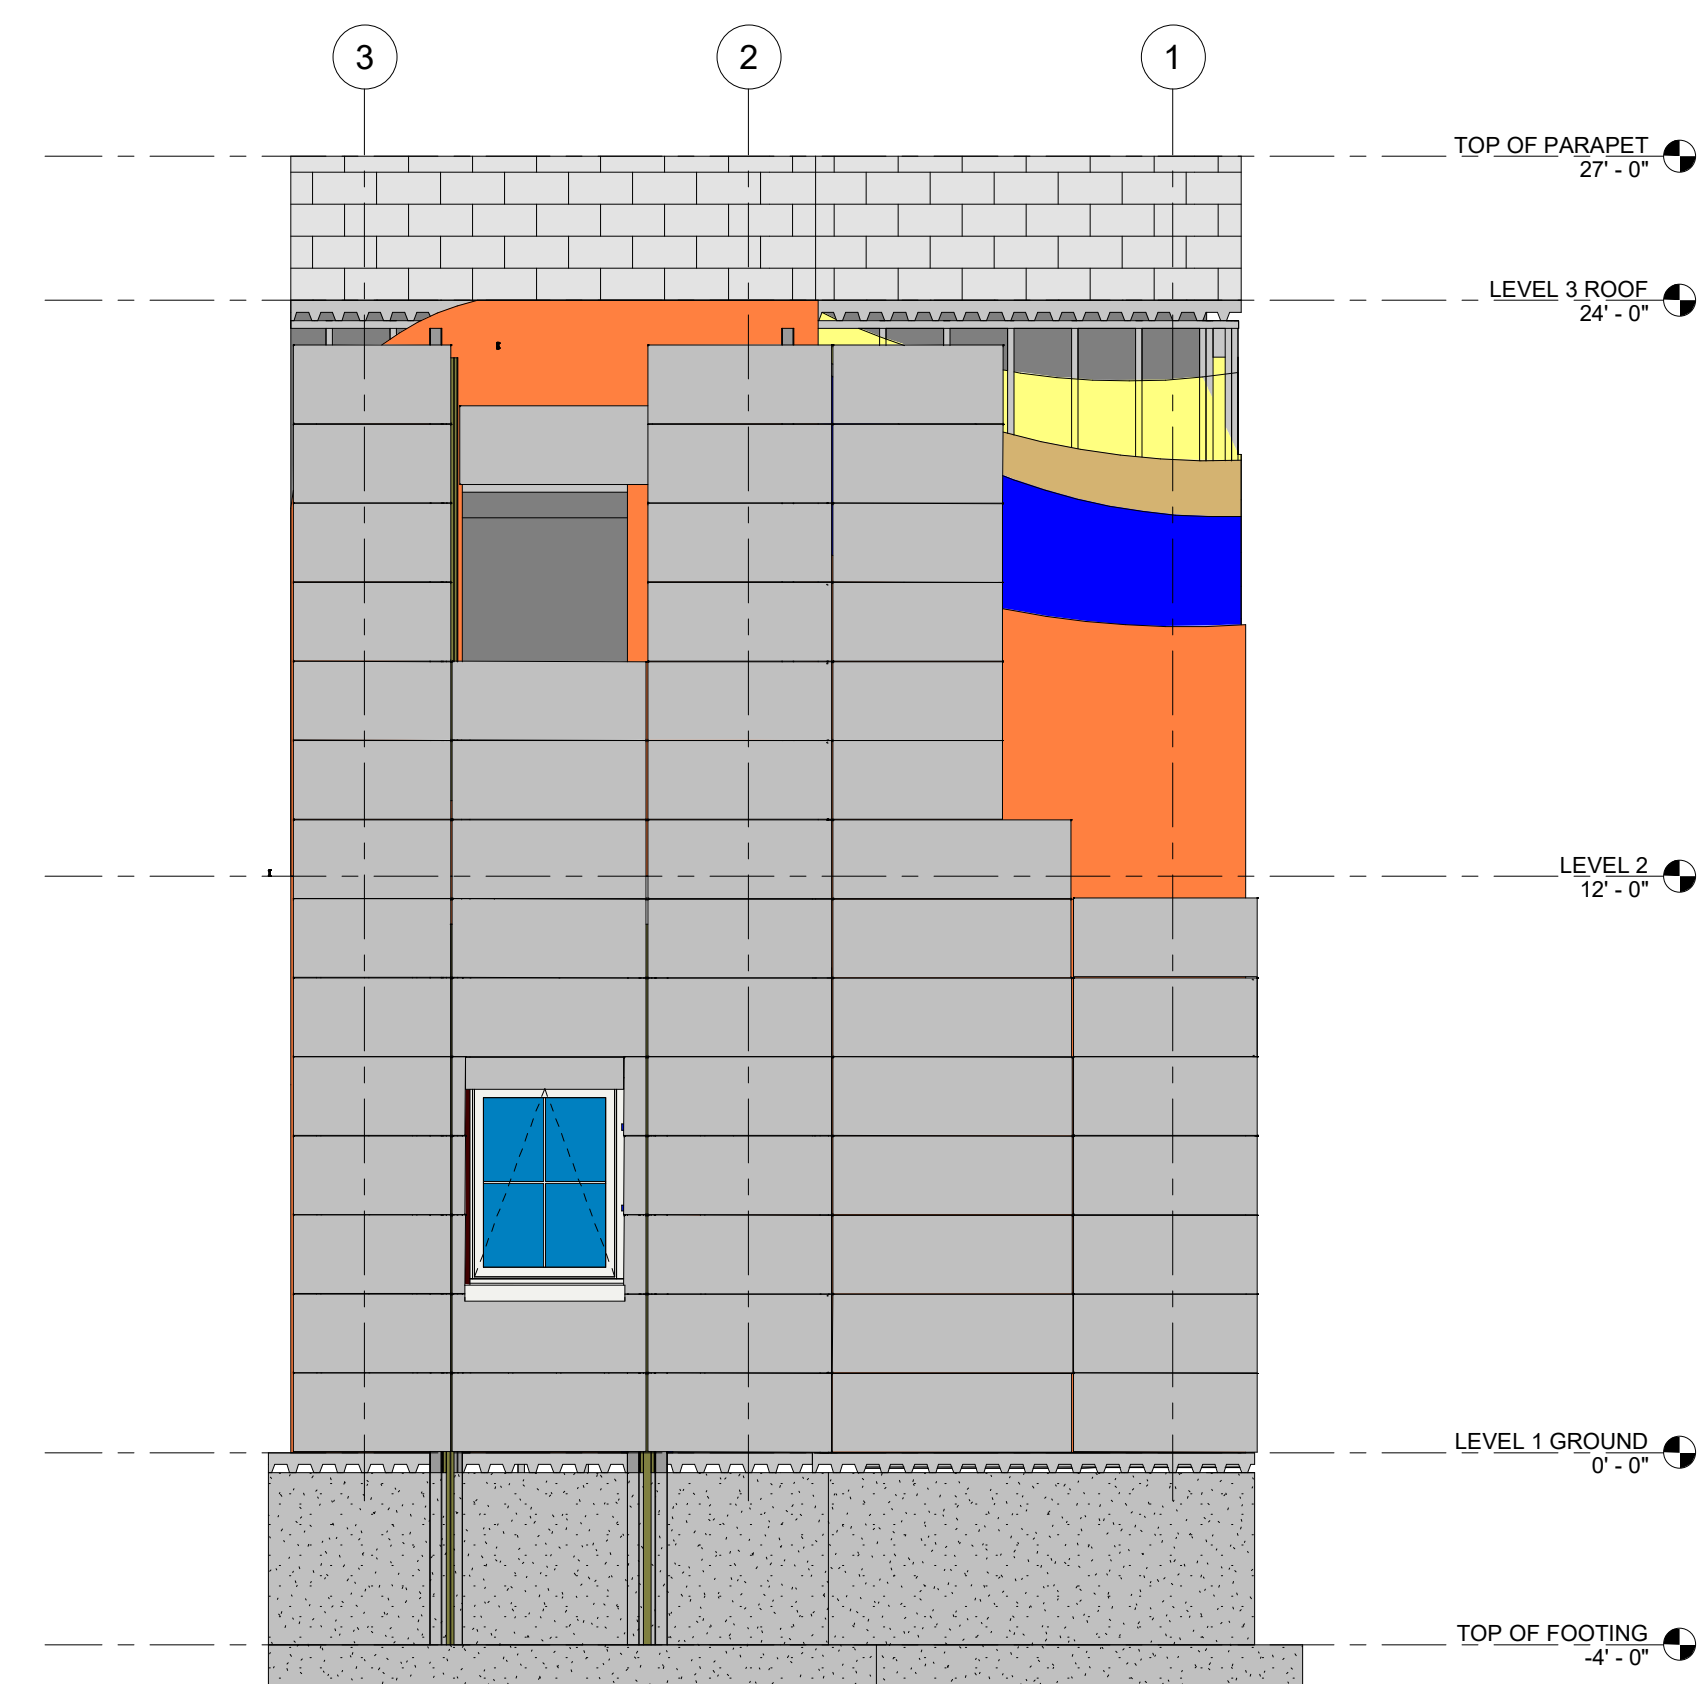 3
2
1
TOP OF PARAPET
27' - 0"
LEVEL 3 ROOF
24' - 0"
LEVEL 2
12' - 0"
LEVEL 1 GROUND
0' - 0"
TOP OF FOOTING
-4' - 0"